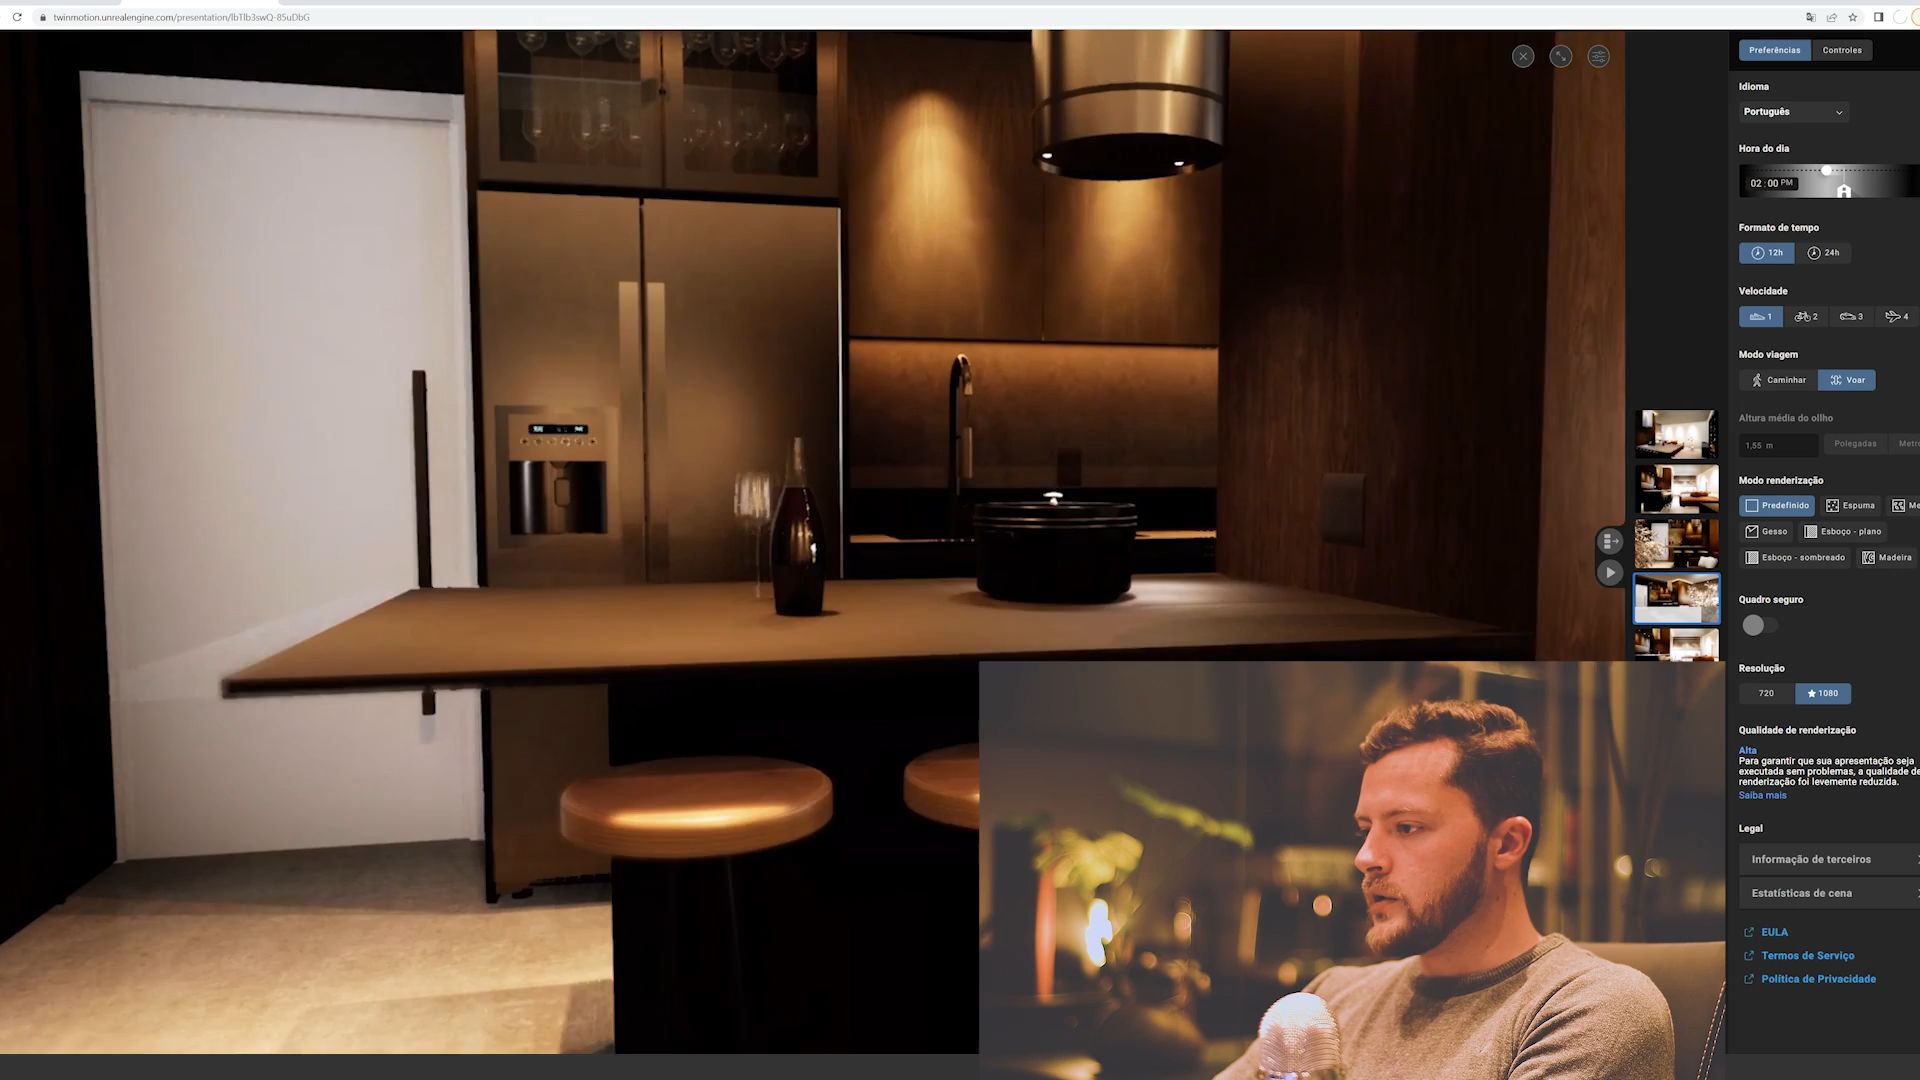 twinmotion.unrealengine.com/presentation/lbTlb3swQ-85uDbG
Preferências
Controles
Idioma
Português
Hora do dia
02 : 00 PM
Formato de tempo
12h
24h
Velocidade
1
2
3
4
Modo viagem
Caminhar
Voar
Altura média do ollho
1,55 m
Polegadas
Metro
Modo renderização
Predefinido
Espuma
Me
Gesso
Esboço - plano
Esboço - sombreado
Madeira
Quadro seguro
Resolução
720
1080
Qualidade de renderização
Alta
Para garantir que sua apresentação seja
executada sem problemas, a qualidade de
renderização foi levemente reduzida.
Saiba mais
Legal
Informação de terceiros
Estatísticas de cena
EULA
Termos de Serviço
Política de Privacidade